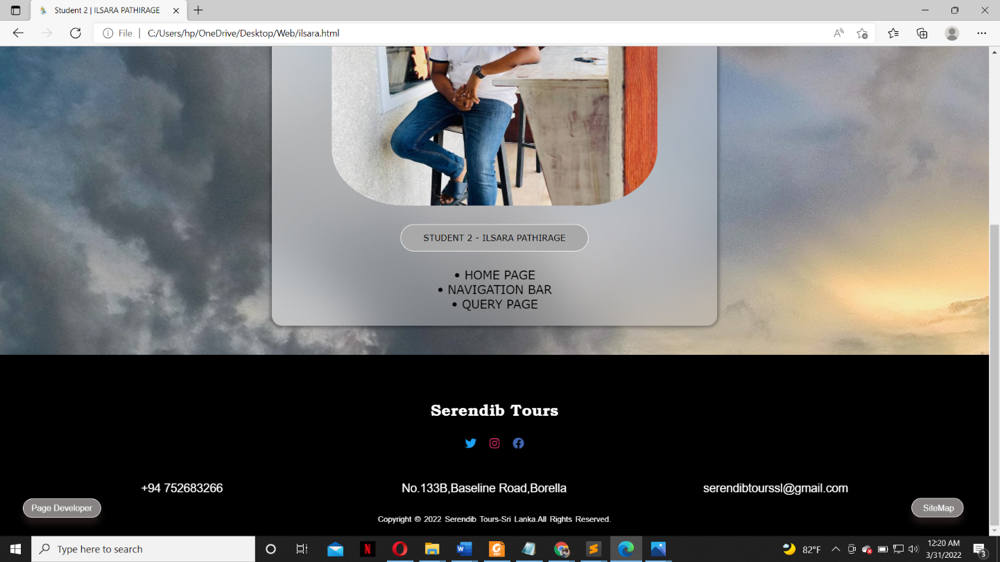 Student 2 | ILSARA PATHIRAGE
File | C:/Users/hp/OneDrive/Desktop/Web/ilsara.html
STUDENT 2 - ILSARA PATHIRAGE
• HOME PAGE
• NAVIGATION BAR
• QUERY PAGE
Serendib Tours
+94 752683266
No.133B,Baseline Road,Borella
serendibtourssl@gmail.com
Page Developer
SiteMap
Copyright © 2022 Serendib Tours-Sri Lanka.All Rights Reserved.
Type here to search
82°F
12:20 AM
3/31/2022
3